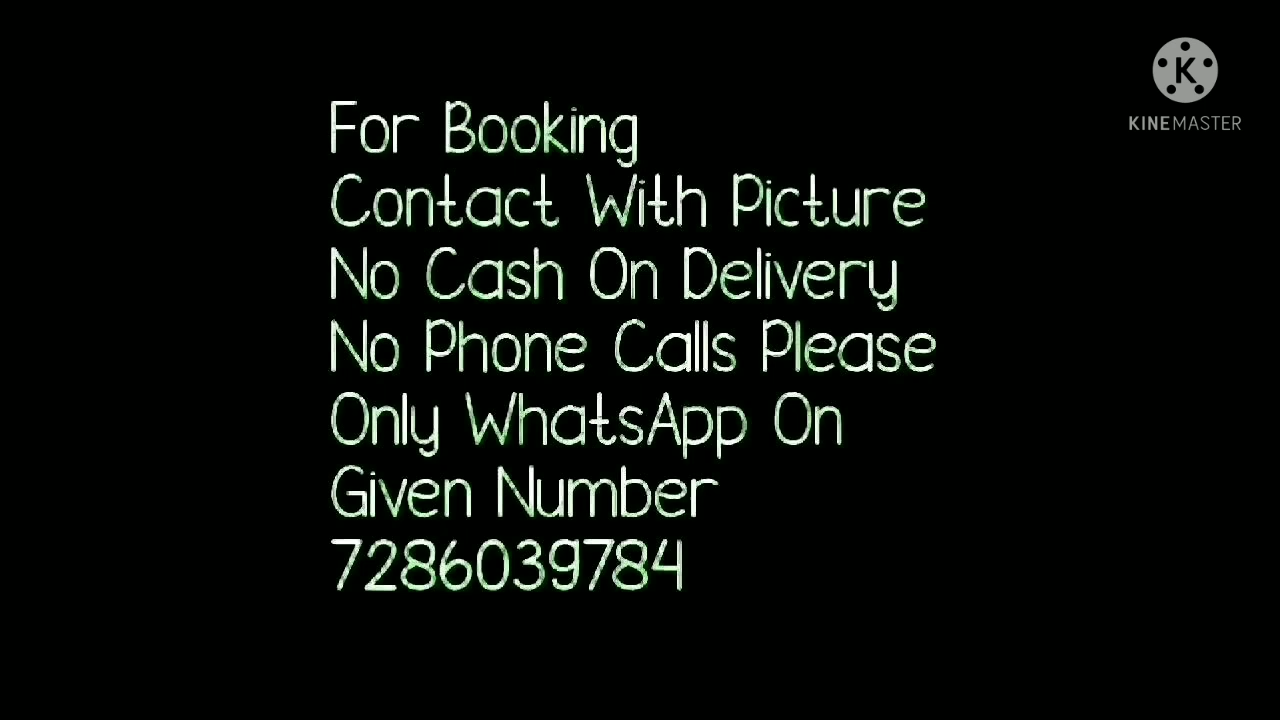 KINEMASTER
For Booking
Contact With Picture
No Cash On Delivery
No Phone Calls Please
Only WhatsApp On
Given Number
7286039784